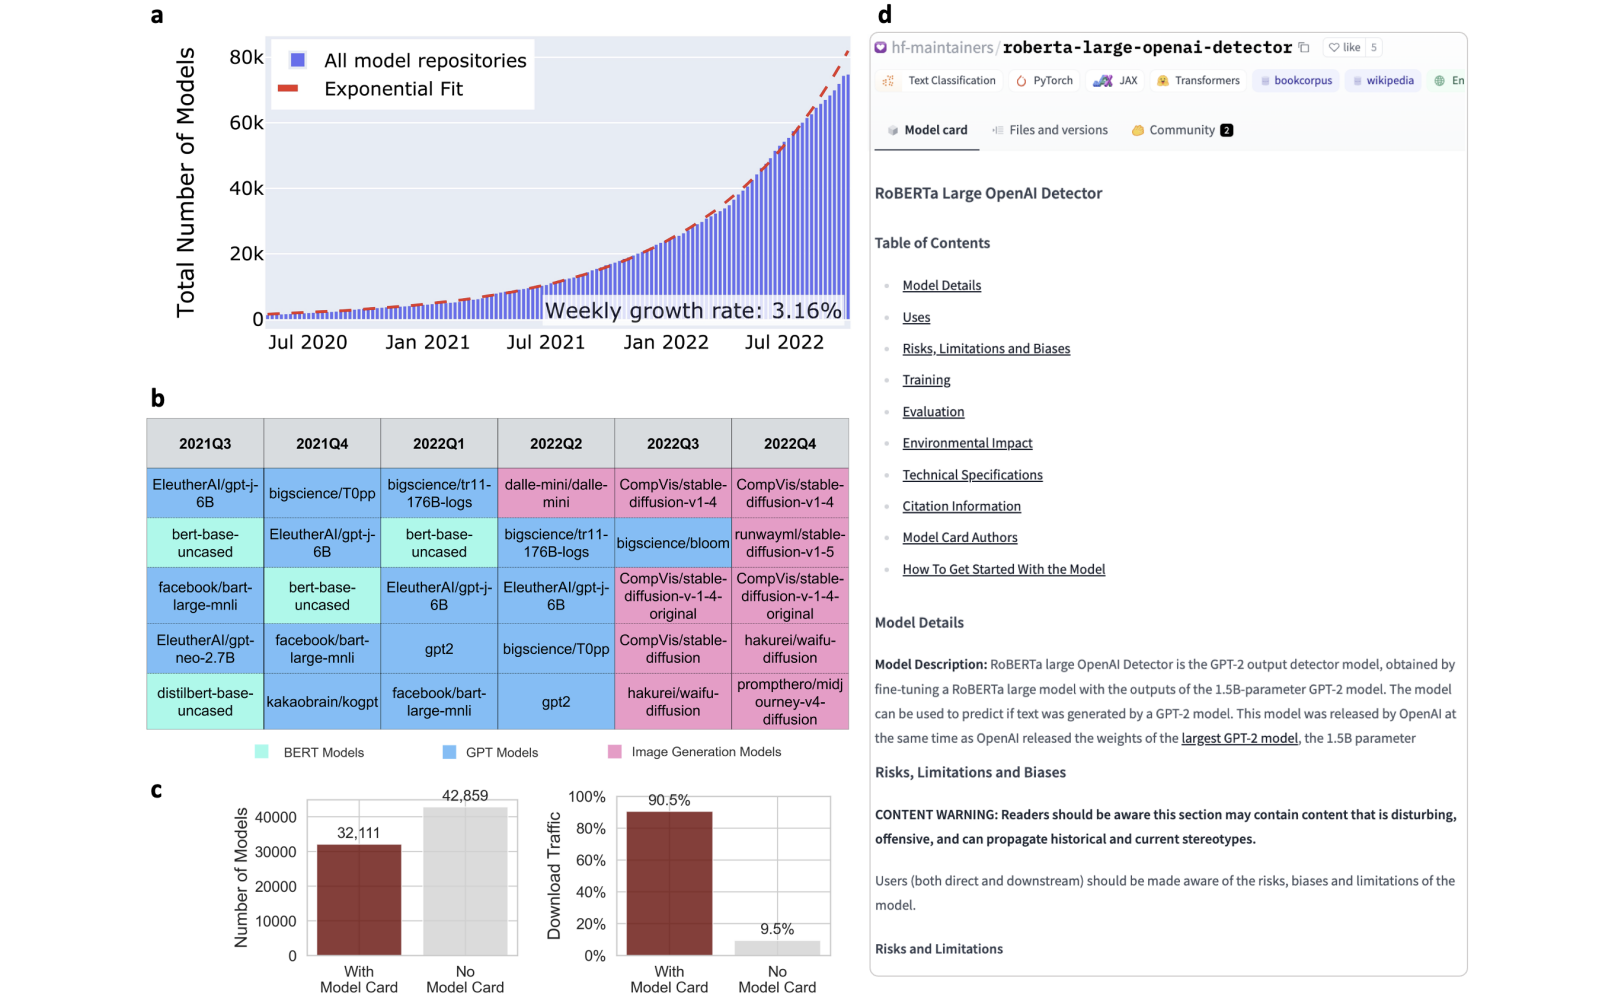 a
Total Number of Models
80k
60k
40k
20k
0
All model repositories
Exponential Fit
Weekly growth rate: 3.16%
Jul 2020
Jan 2021
Jul 2021
Jan 2022
Jul 2022
b
2021Q3
2021Q4
2022Q1
2022Q2
2022Q3
2022Q4
EleutherAI/gpt-j-
6B
bigscience/T0pp
bigscience/tr11-
176B-logs
dalle-mini/dalle-
mini
CompVis/stable-
diffusion-v1-4
CompVis/stable-
diffusion-v1-4
bert-base-
uncased
EleutherAI/gpt-j-
6B
bert-base-
uncased
bigscience/tr11-
176B-logs
bigscience/bloom
runwayml/stable-
diffusion-v1-5
facebook/bart-
large-mnli
bert-base-
uncased
EleutherAI/gpt-j-
6B
EleutherAI/gpt-j-
6B
CompVis/stable-
diffusion-v-1-4-
original
CompVis/stable-
diffusion-v-1-4-
original
EleutherAI/gpt-
neo-2.7B
facebook/bart-
large-mnli
gpt2
bigscience/T0pp
CompVis/stable-
diffusion
hakurei/waifu-
diffusion
distilbert-base-
uncased
kakaobrain/kogpt
facebook/bart-
large-mnli
gpt2
hakurei/waifu-
diffusion
prompthero/midj
ourney-v4-
diffusion
BERT Models
GPT Models
Image Generation Models
c
Number of Models
40000
30000
20000
10000
0
32,111
42,859
With
Model Card
No
Model Card
Download Traffic
100%
80%
60%
40%
20%
0%
90.5%
9.5%
With
Model Card
No
Model Card
d
hf-maintainers/roberta-large-openai-detector like 5
Text Classification PyTorch JAX Transformers bookcorpus wikipedia En
Model card Files and versions Community 2
RoBERTa Large OpenAI Detector
Table of Contents
Model Details
Uses
Risks, Limitations and Biases
Training
Evaluation
Environmental Impact
Technical Specifications
Citation Information
Model Card Authors
How To Get Started With the Model
Model Details
Model Description: RoBERTa large OpenAI Detector is the GPT-2 output detector model, obtained by
fine-tuning a RoBERTa large model with the outputs of the 1.5B-parameter GPT-2 model. The model
can be used to predict if text was generated by a GPT-2 model. This model was released by OpenAI at
the same time as OpenAI released the weights of the largest GPT-2 model, the 1.5B parameter
Risks, Limitations and Biases
CONTENT WARNING: Readers should be aware this section may contain content that is disturbing,
offensive, and can propagate historical and current stereotypes.
Users (both direct and downstream) should be made aware of the risks, biases and limitations of the
model.
Risks and Limitations